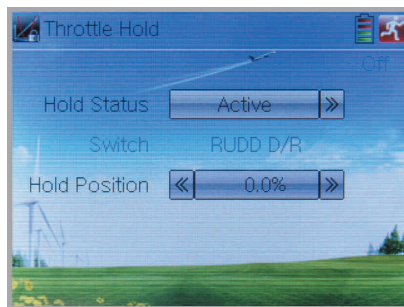 Throttle Hold
Off
Hold Status Active
Switch RUDD D/R
Hold Position 0.0%